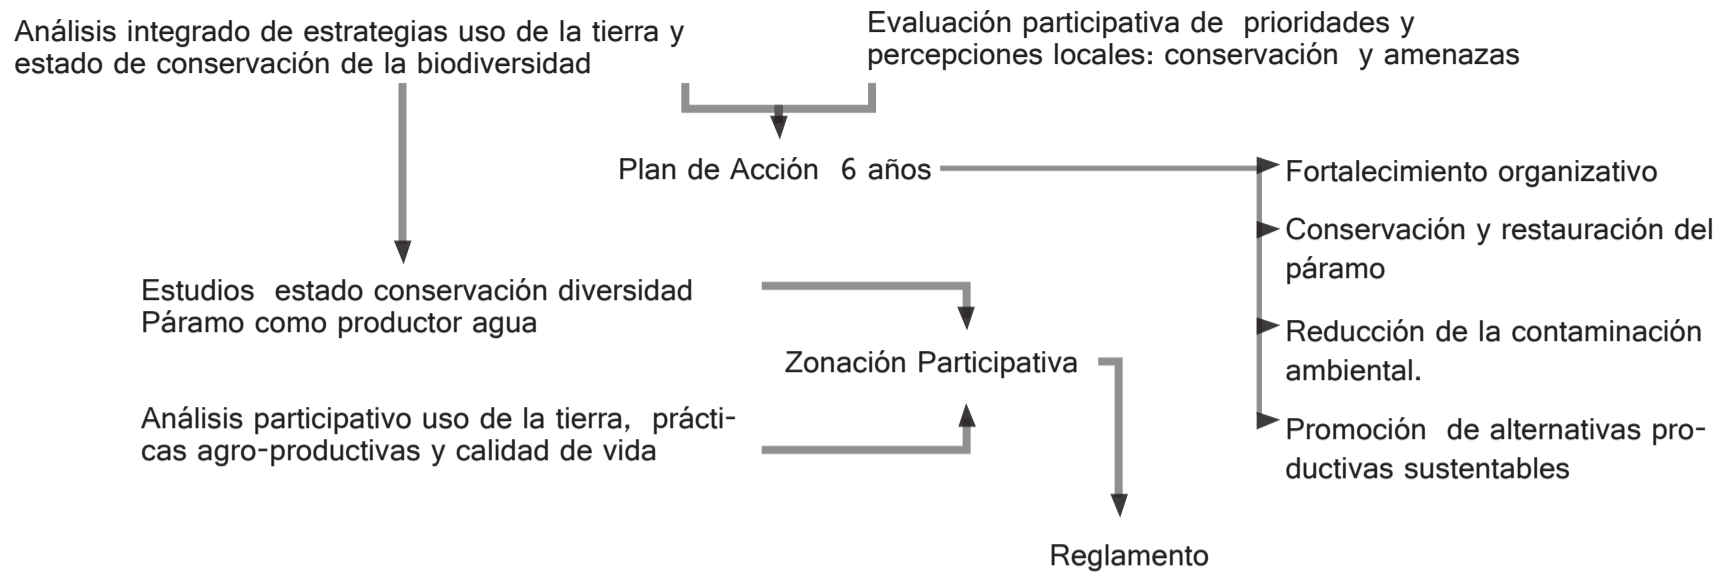 Análisis integrado de estrategias uso de la tierra y
estado de conservación de la biodiversidad
Evaluación participativa de prioridades y
percepciones locales: conservación y amenazas
Plan de Acción 6 años
Fortalecimiento organizativo
Conservación y restauración del
páramo
Reducción de la contaminación
ambiental.
Promoción de alternativas pro-
ductivas sustentables
Estudios estado conservación diversidad
Páramo como productor agua
Zonación Participativa
Análisis participativo uso de la tierra, prácti-
cas agro-productivas y calidad de vida
Reglamento